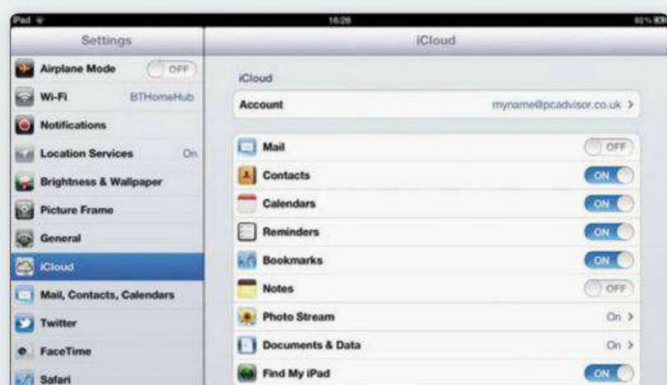 iPad 16:26 92%
Settings
iCloud
Airplane Mode OFF
Wi-Fi BTHomeHub
Notifications
Location Services On
Brightness & Wallpaper
Picture Frame
General
iCloud
Mail, Contacts, Calendars
Twitter
FaceTime
Safari
iCloud
Account myname@pcadvisor.co.uk
Mail OFF
Contacts ON
Calendars ON
Reminders ON
Bookmarks ON
Notes OFF
Photo Stream On
Documents & Data On
Find My iPad ON